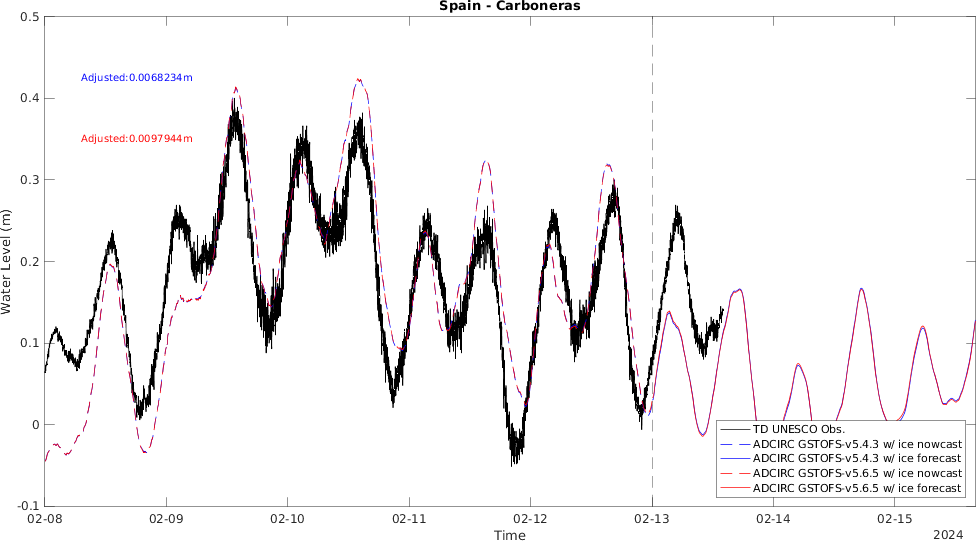 Spain - Carboneras
0.5
0.4
0.3
0.2
0.1
0
-0.1
Water Level (m)
Adjusted:0.0068234m
Adjusted:0.0097944m
TD UNESCO Obs.
ADCIRC GSTOFS-v5.4.3 w/ ice nowcast
ADCIRC GSTOFS-v5.4.3 w/ ice forecast
ADCIRC GSTOFS-v5.6.5 w/ ice nowcast
ADCIRC GSTOFS-v5.6.5 w/ ice forecast
02-08 02-09 02-10 02-11 02-12 02-13 02-14 02-15
Time
2024